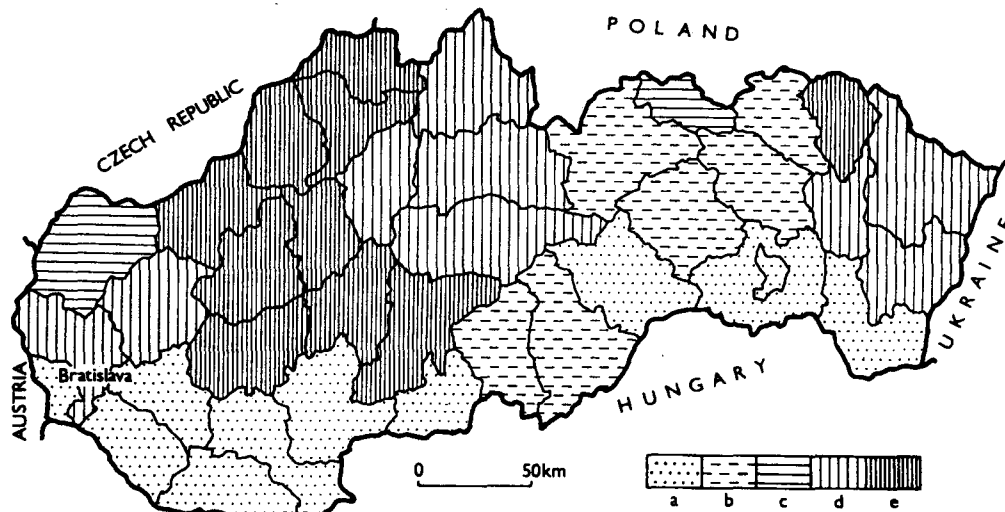 POLAND
CZECH REPUBLIC
Bratislava
AUSTRIA
HUNGARY
UKRAINE
0 50km
a b c d e